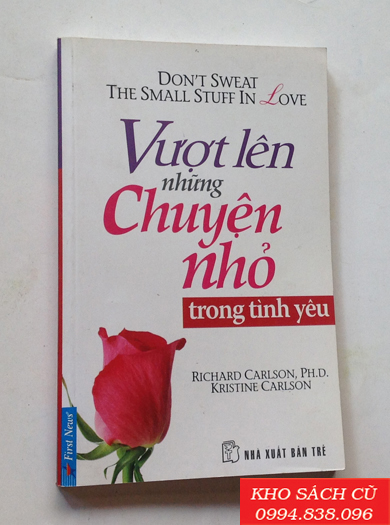 DON'T SWEAT
THE SMALL STUFF IN LOVE
Vượt lên
những
Chuyện
nhỏ
trong tình yêu
RICHARD CARLSON, PH.D.
KRISTINE CARLSON
First News
NHÀ XUẤT BẢN TRẺ
KHO SÁCH CŨ
0994.838.096